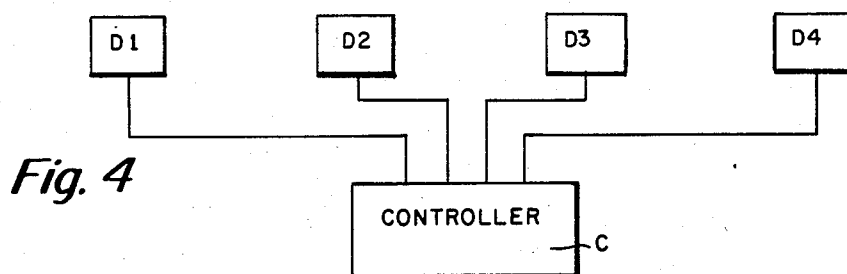 D1 D2 D3 D4
Fig. 4
CONTROLLER
C